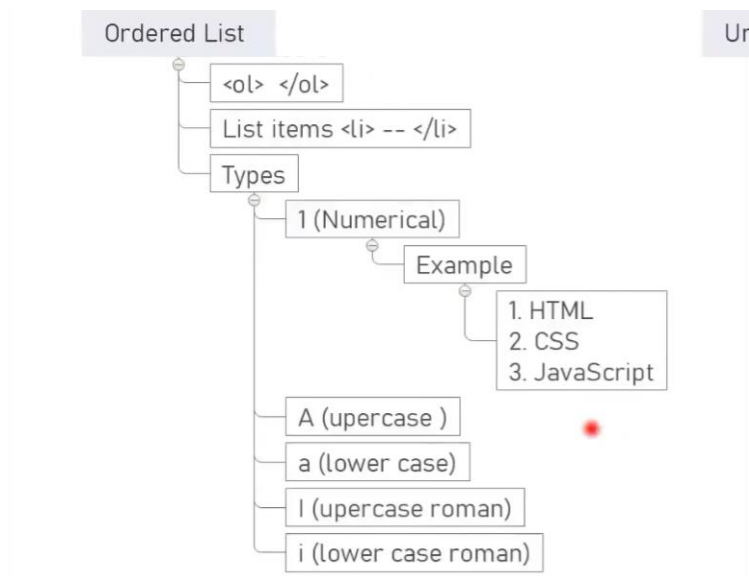 Ordered List
Ur
<ol> </ol>
List items <li> -- </li>
Types
1 (Numerical)
Example
1. HTML
2. CSS
3. JavaScript
A (upercase )
a (lower case)
I (upercase roman)
i (lower case roman)